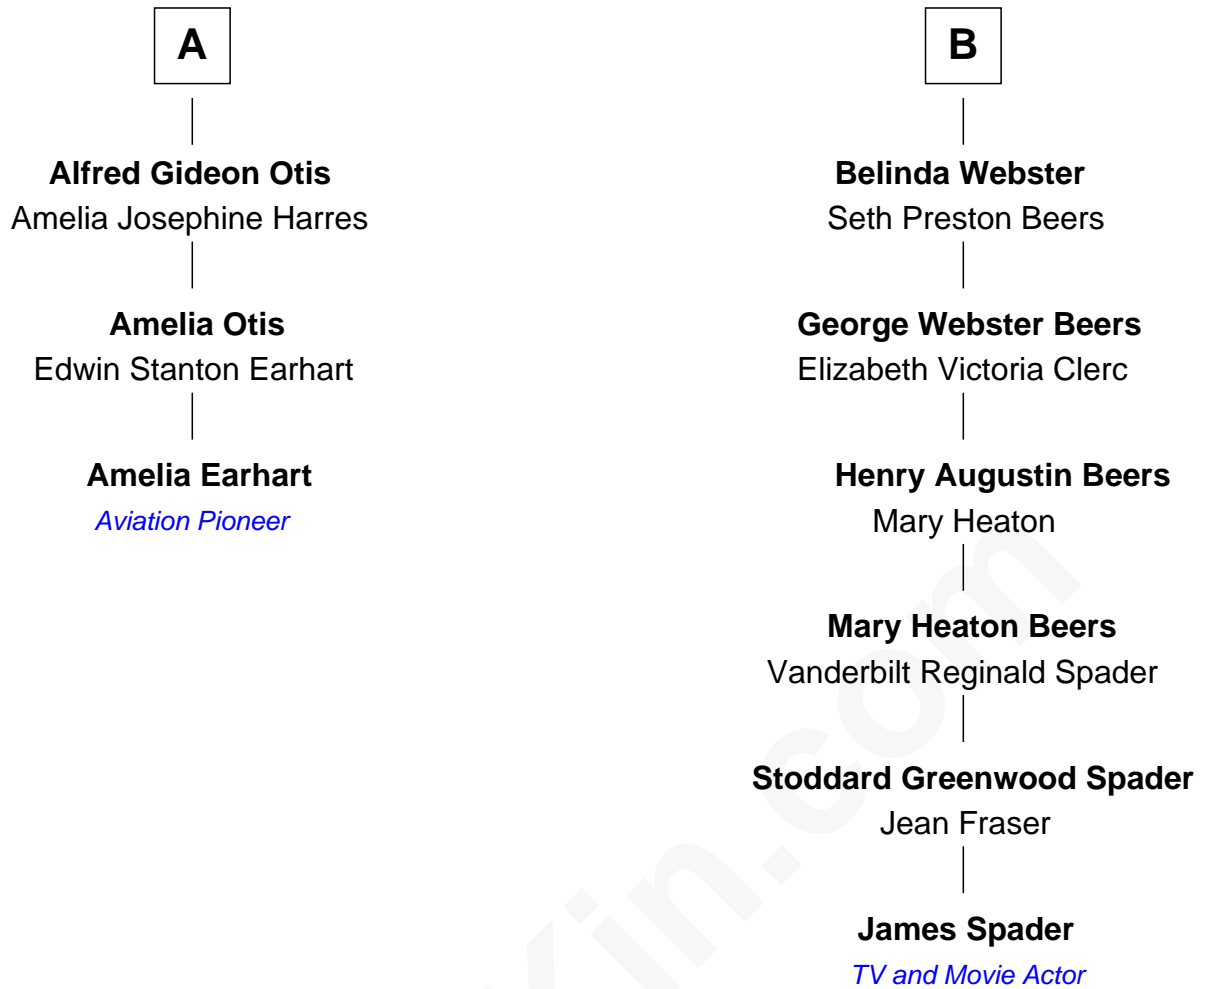 A
Alfred Gideon Otis
Amelia Josephine Harres
Amelia Otis
Edwin Stanton Earhart
Amelia Earhart
Aviation Pioneer
B
Belinda Webster
Seth Preston Beers
George Webster Beers
Elizabeth Victoria Clerc
Henry Augustin Beers
Mary Heaton
Mary Heaton Beers
Vanderbilt Reginald Spader
Stoddard Greenwood Spader
Jean Fraser
James Spader
TV and Movie Actor
Kin.com